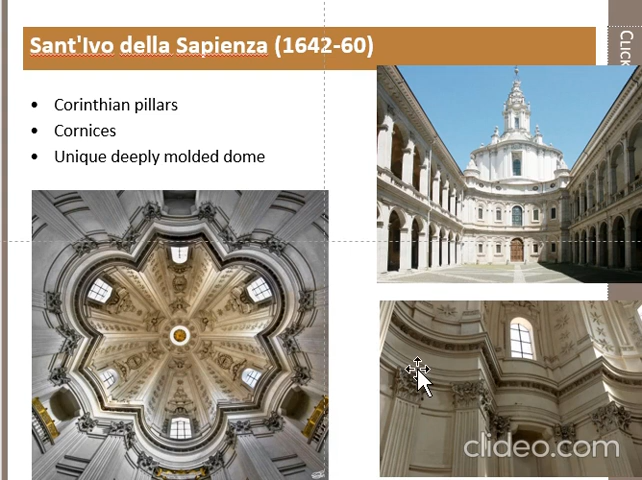 Sant'Ivo della Sapienza (1642-60)
• Corinthian pillars
• Cornices
• Unique deeply molded dome
Click
clideo.com